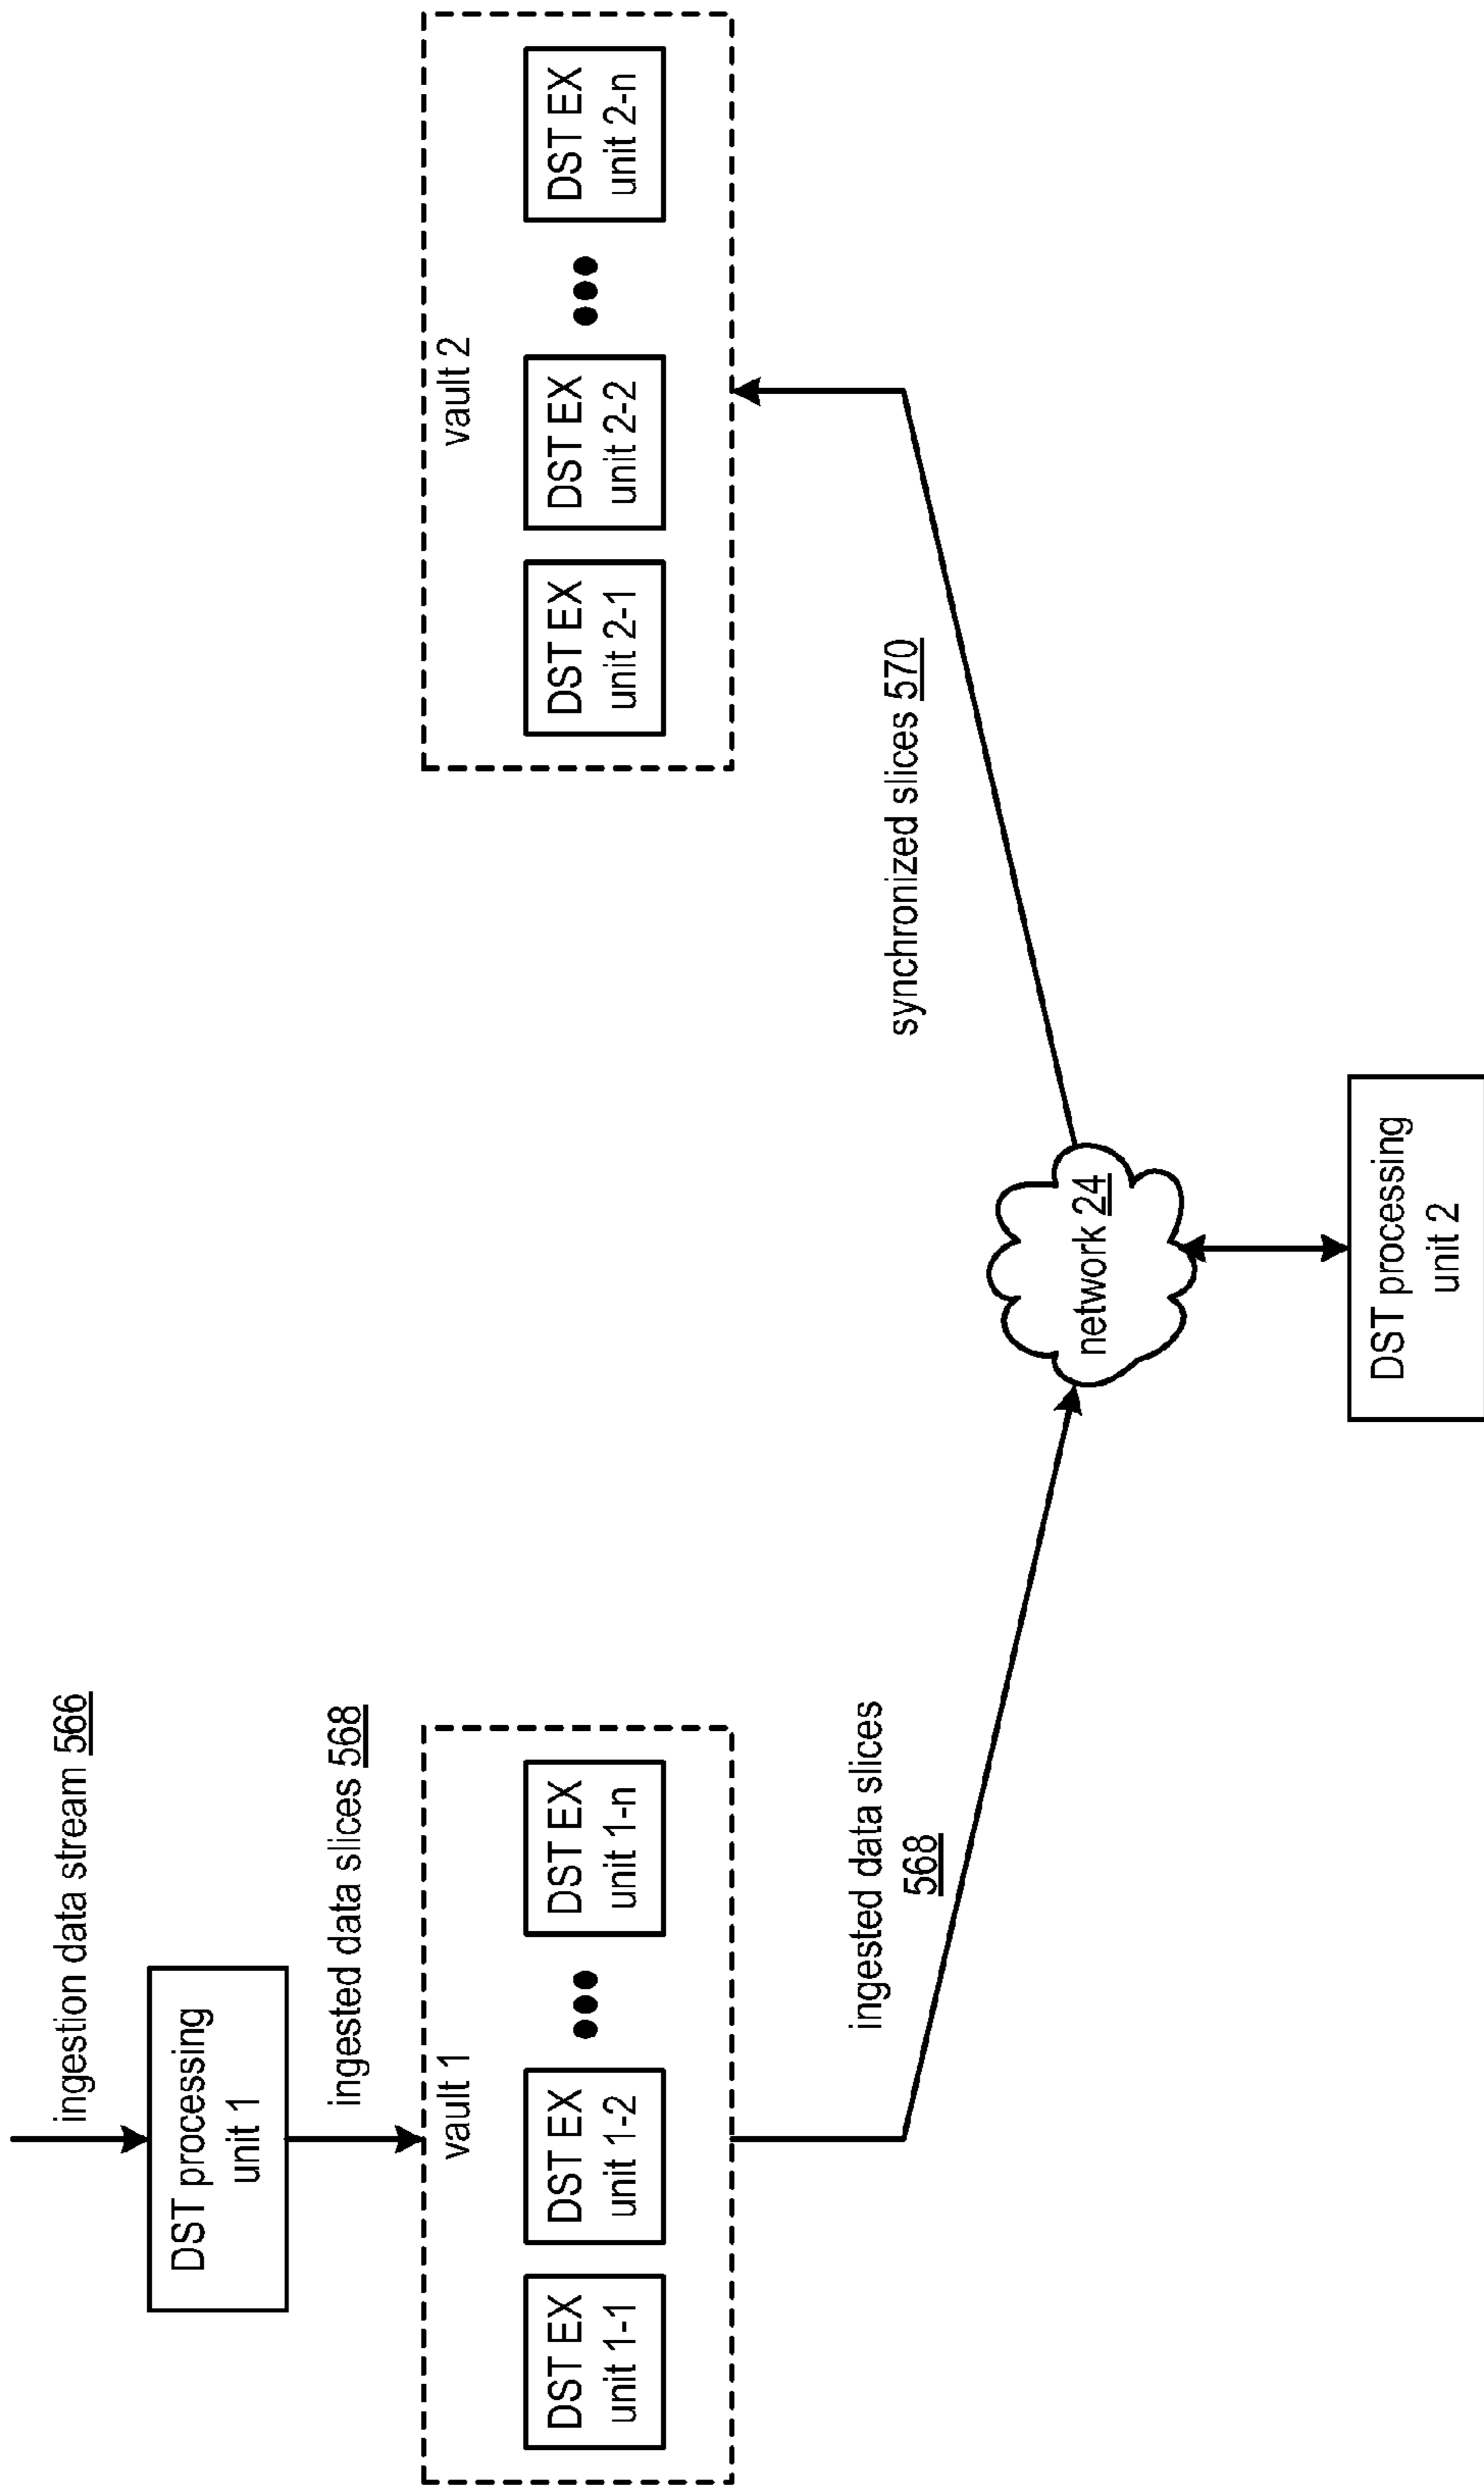 ingestion data stream 566
DST processing
unit 1
ingested data slices 568
vault 1
DST EX
unit 1-1
DST EX
unit 1-2
DST EX
unit 1-n
vault 2
DST EX
unit 2-1
DST EX
unit 2-2
DST EX
unit 2-n
ingested data slices
568
synchronized slices 570
network 24
DST processing
unit 2